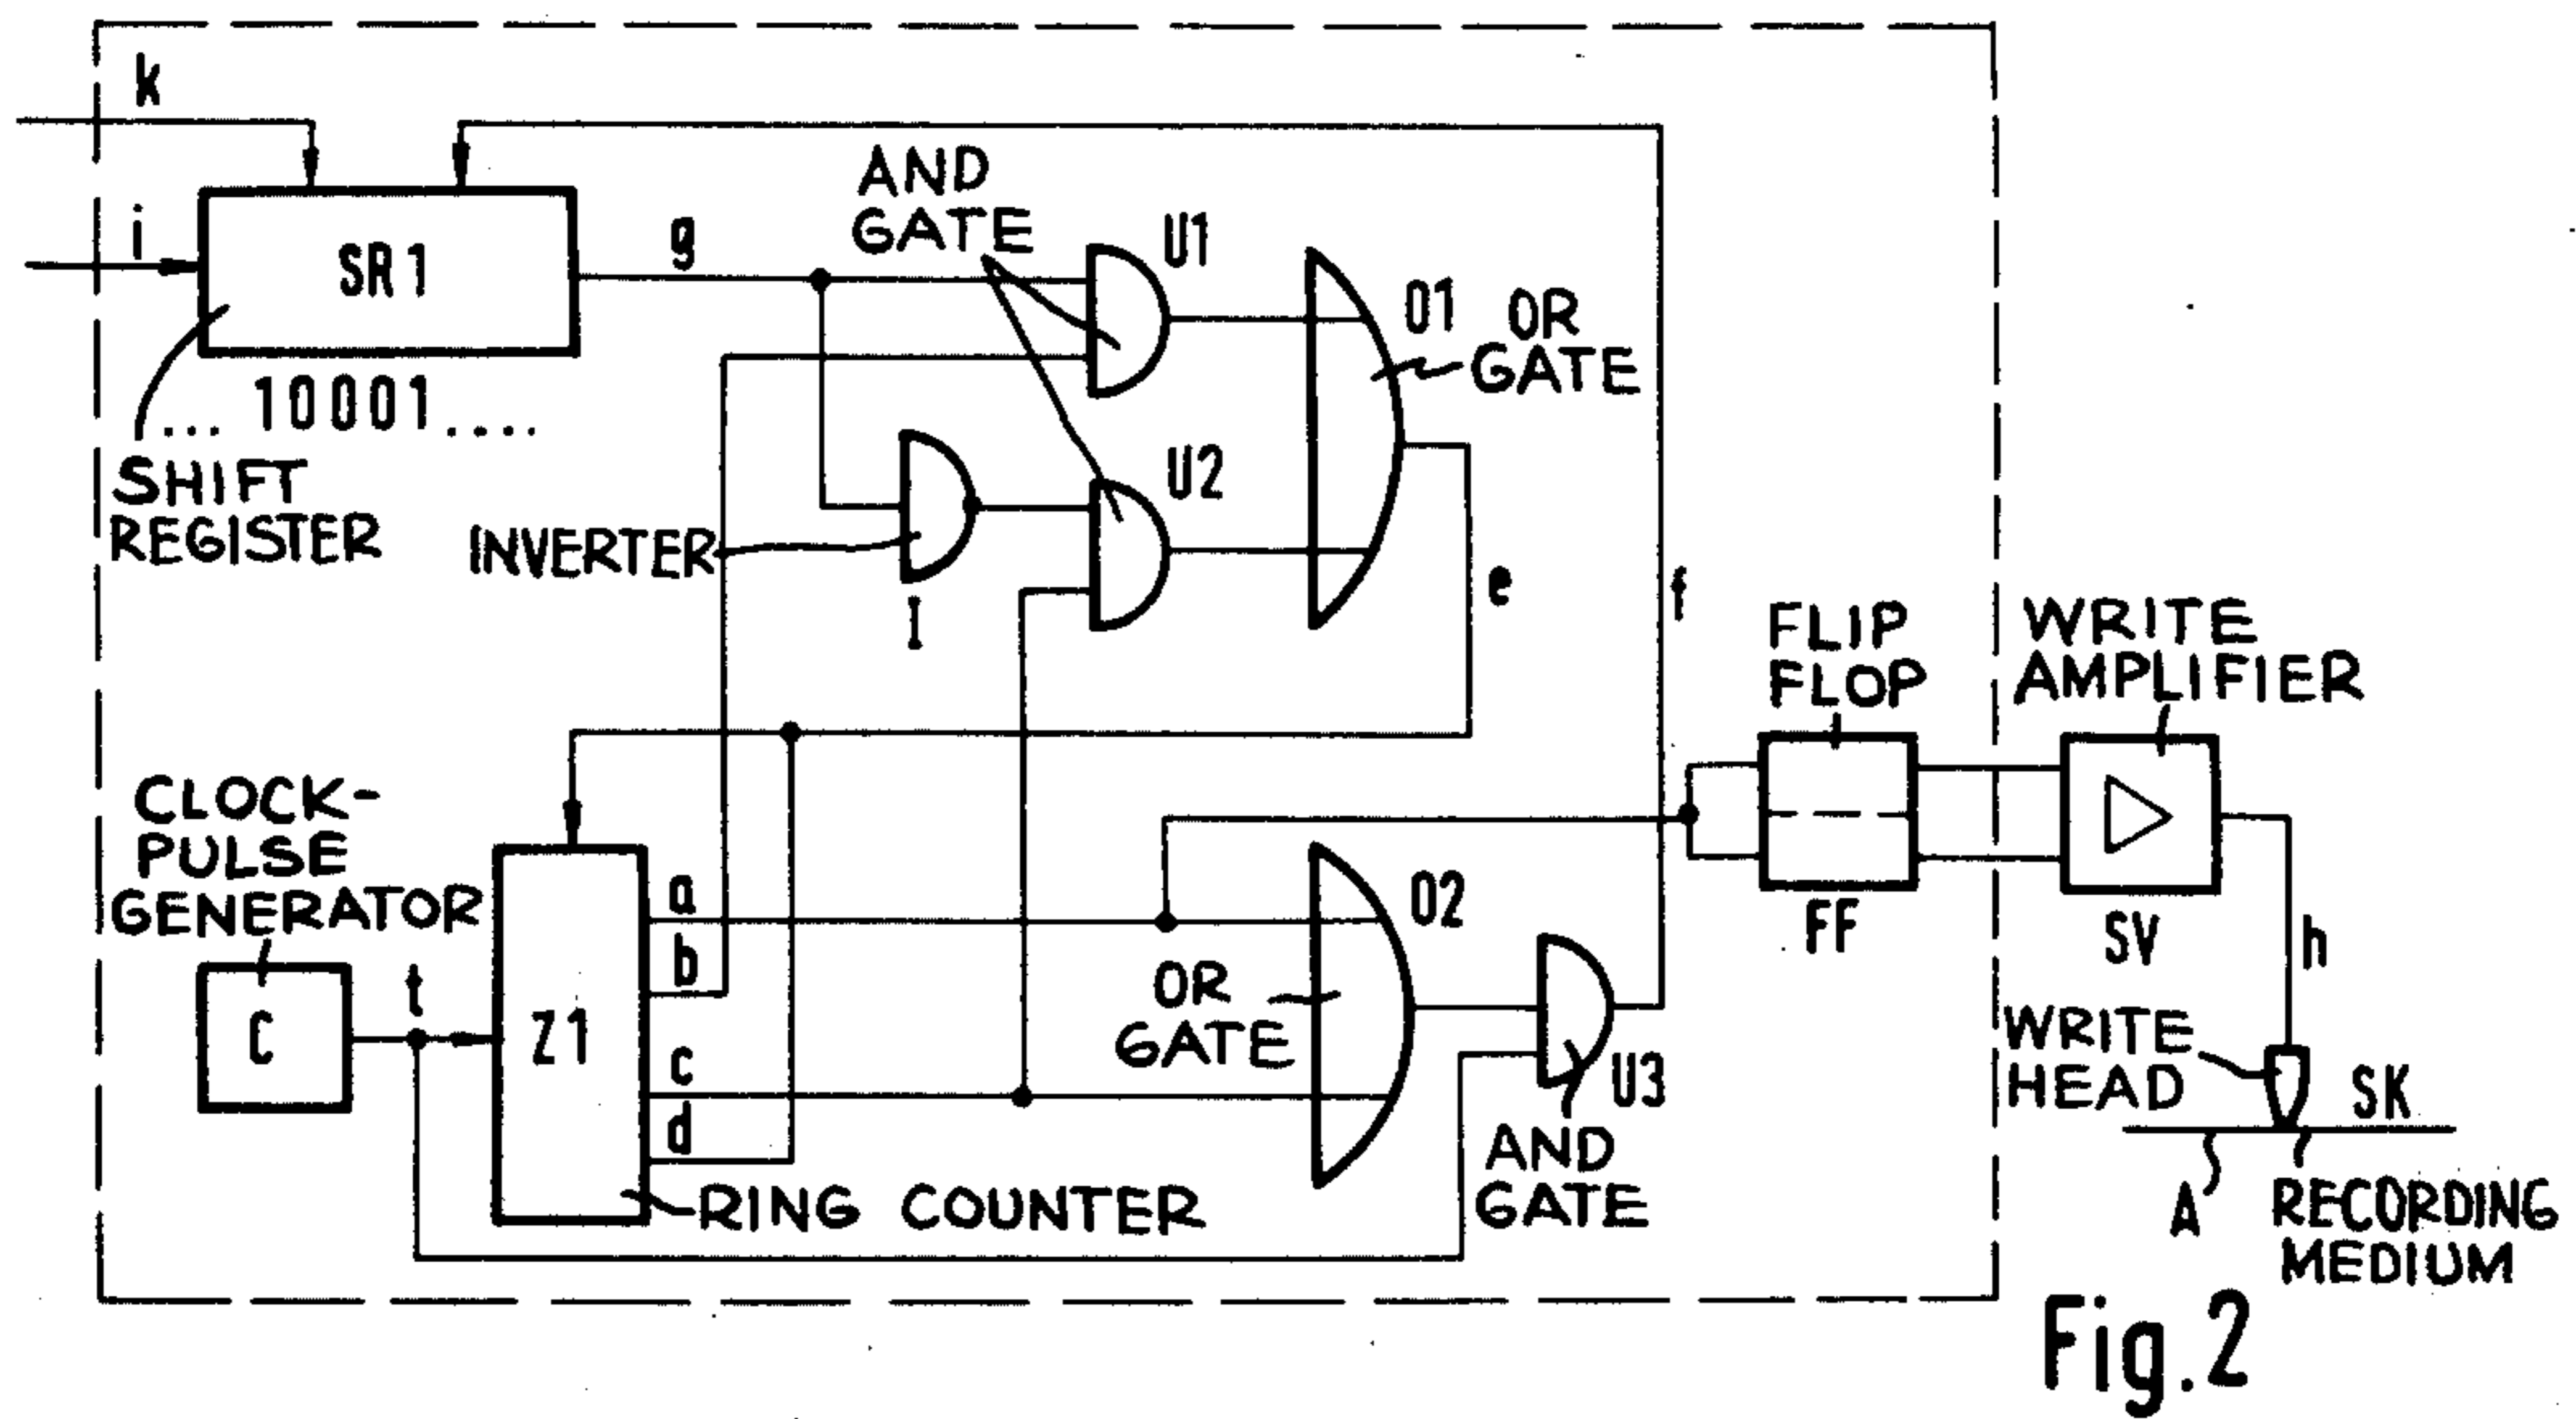 k
i
SR1
... 10001....
SHIFT
REGISTER
g
AND
GATE
U1
O1
OR
GATE
U2
INVERTER
I
e
f
FLIP
FLOP
FF
WRITE
AMPLIFIER
SV
h
CLOCK-
PULSE
GENERATOR
C
t
Z1
a
b
c
d
RING COUNTER
O2
OR
GATE
U3
AND
GATE
WRITE
HEAD
SK
A
RECORDING
MEDIUM
Fig.2